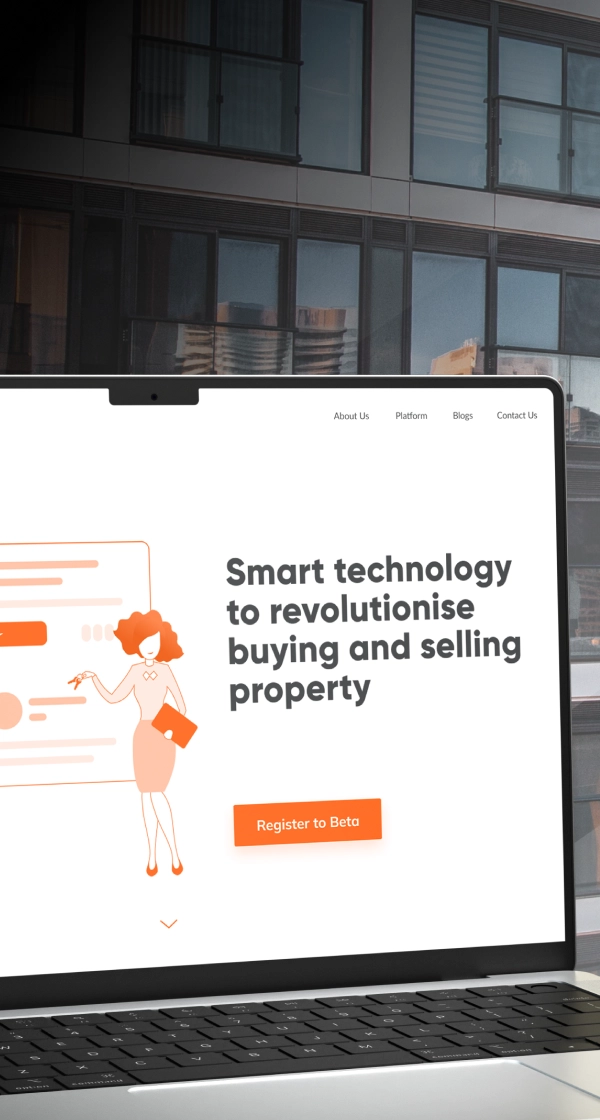 About Us Platform Blogs Contact Us
Smart technology
to revolutionise
buying and selling
property
Register to Beta